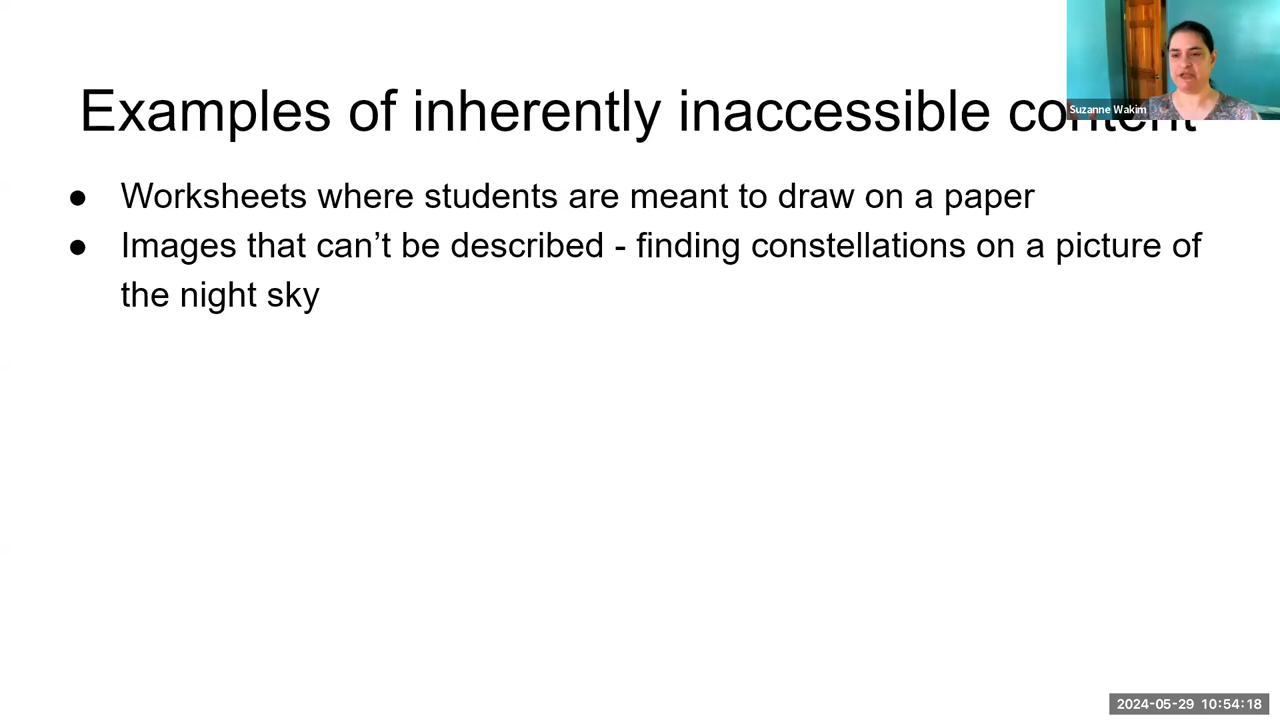 Examples of inherently inaccessible content
Suzanne Wakim
● Worksheets where students are meant to draw on a paper
● Images that can’t be described - finding constellations on a picture of
the night sky
2024-05-29 10:54:18